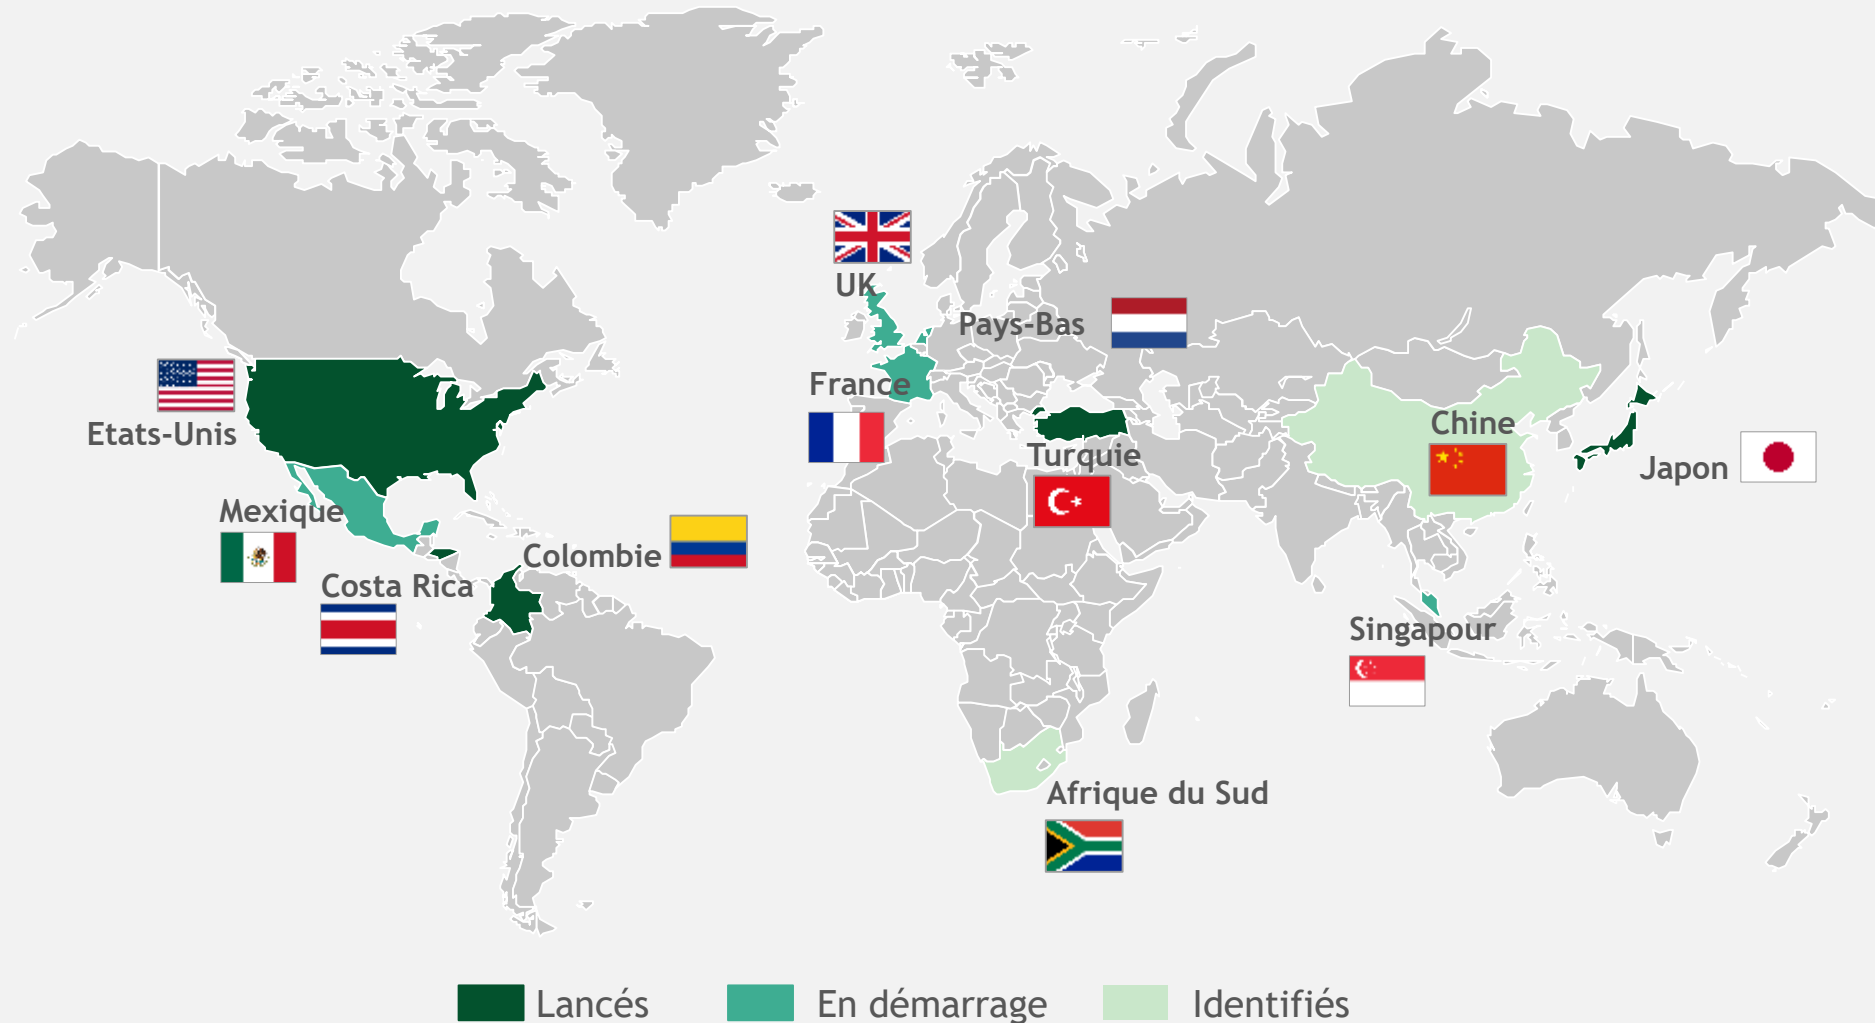 UK
Pays-Bas
France
Etats-Unis
Chine
Turquie
Japon
Mexique
Colombie
Costa Rica
Singapour
Afrique du Sud
Lancés
En démarrage
Identifiés